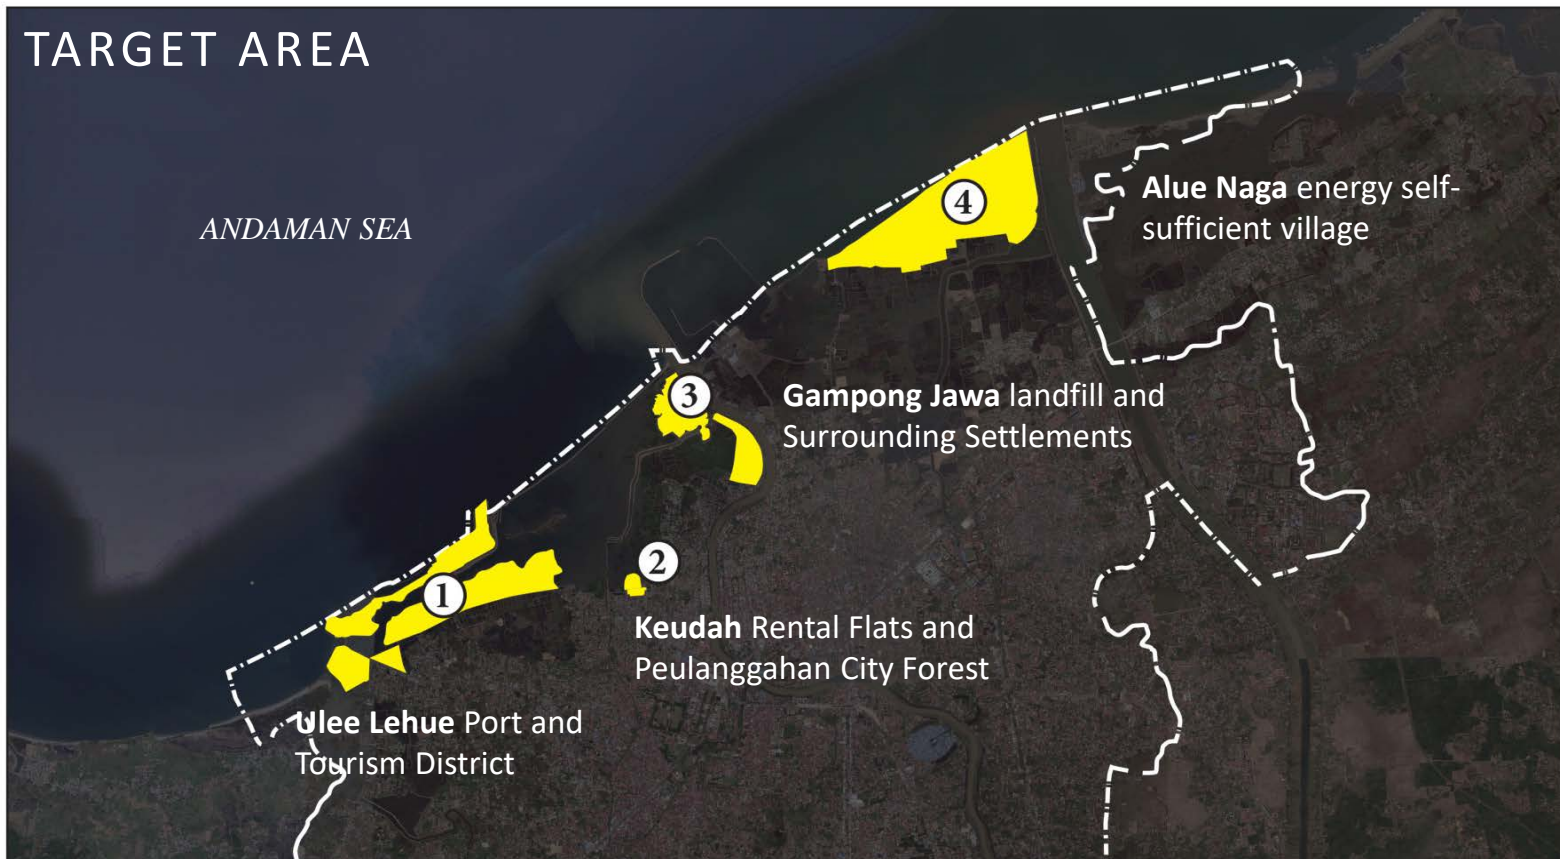 TARGET AREA
ANDAMAN SEA
4
Alue Naga energy self-
sufficient village
3
Gampong Jawa landfill and
Surrounding Settlements
2
1
Keudah Rental Flats and
Peulanggahan City Forest
Ulee Lehue Port and
Tourism District